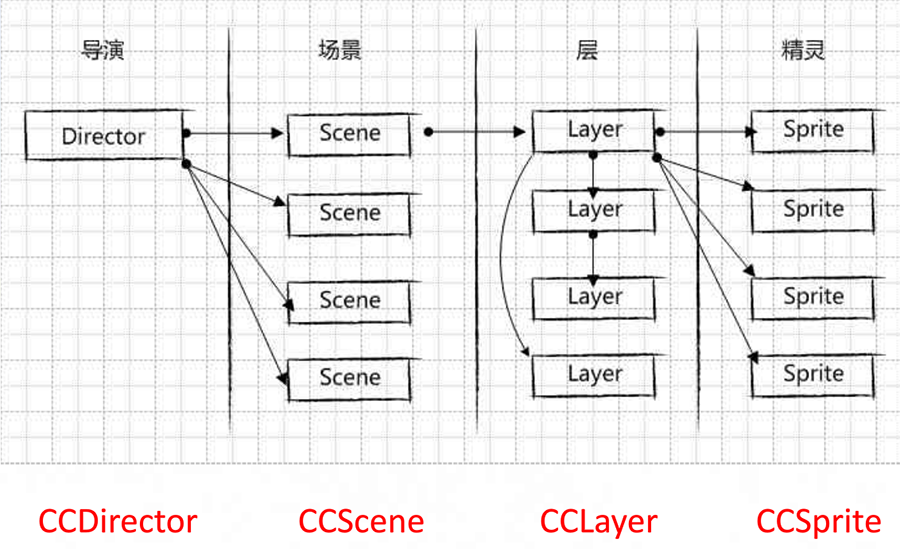 导演 场景 层 精灵
Director Scene Layer Sprite
Scene Layer Sprite
Scene Layer Sprite
Scene Layer Sprite
CCDirector CCScene CCLayer CCSprite